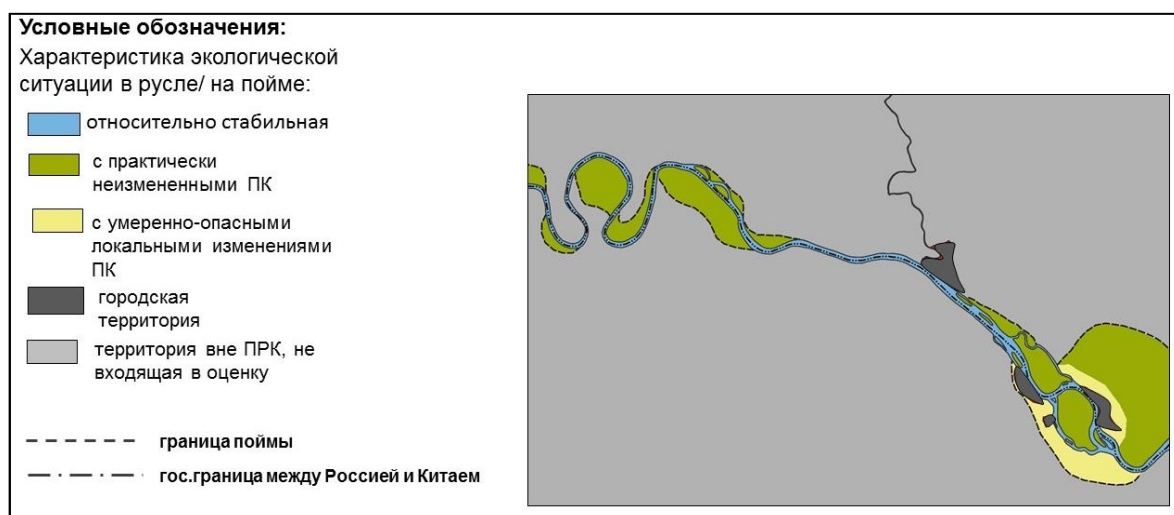 Условные обозначения:
Характеристика экологической
ситуации в русле/ на пойме:
относительно стабильная
с практически
неизмененными ПК
с умеренно-опасными
локальными изменениями
ПК
городская
территория
территория вне ПРК, не
входящая в оценку
граница поймы
гос.граница между Россией и Китаем